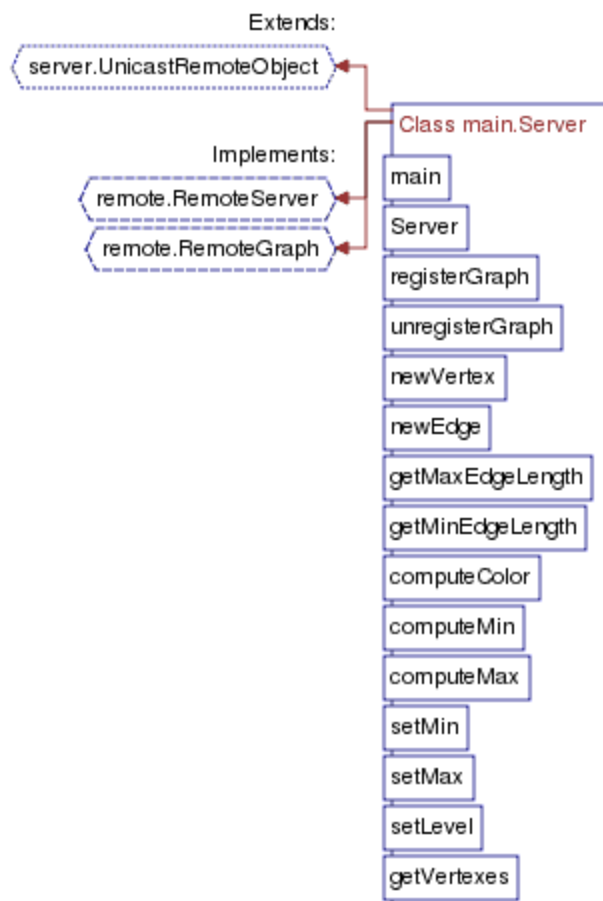 Extends:
server.UnicastRemoteObject
Class main.Server
Implements:
main
remote.RemoteServer
Server
remote.RemoteGraph
registerGraph
unregisterGraph
newVertex
newEdge
getMaxEdgeLength
getMinEdgeLength
computeColor
computeMin
computeMax
setMin
setMax
setLevel
getVertexes